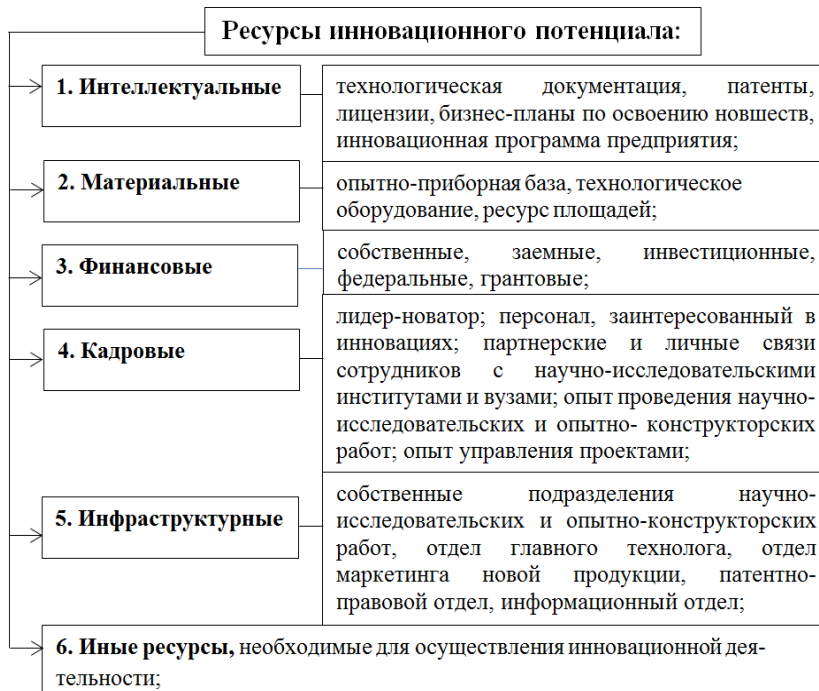 Ресурсы инновационного потенциала:
1. Интеллектуальные
технологическая документация, патенты,
лицензии, бизнес-планы по освоению новшеств,
инновационная программа предприятия;
2. Материальные
опытно-приборная база, технологическое
оборудование, ресурс площадей;
3. Финансовые
собственные, заемные, инвестиционные,
федеральные, грантовые;
4. Кадровые
лидер-новатор; персонал, заинтересованный в
инновациях; партнерские и личные связи
сотрудников с научно-исследовательскими
институтами и вузами; опыт проведения научно-
исследовательских и опытно- конструкторских
работ; опыт управления проектами;
5. Инфраструктурные
собственные подразделения научно-
исследовательских и опытно-конструкторских
работ, отдел главного технолога, отдел
маркетинга новой продукции, патентно-
правовой отдел, информационный отдел;
6. Иные ресурсы, необходимые для осуществления инновационной дея-
тельности;